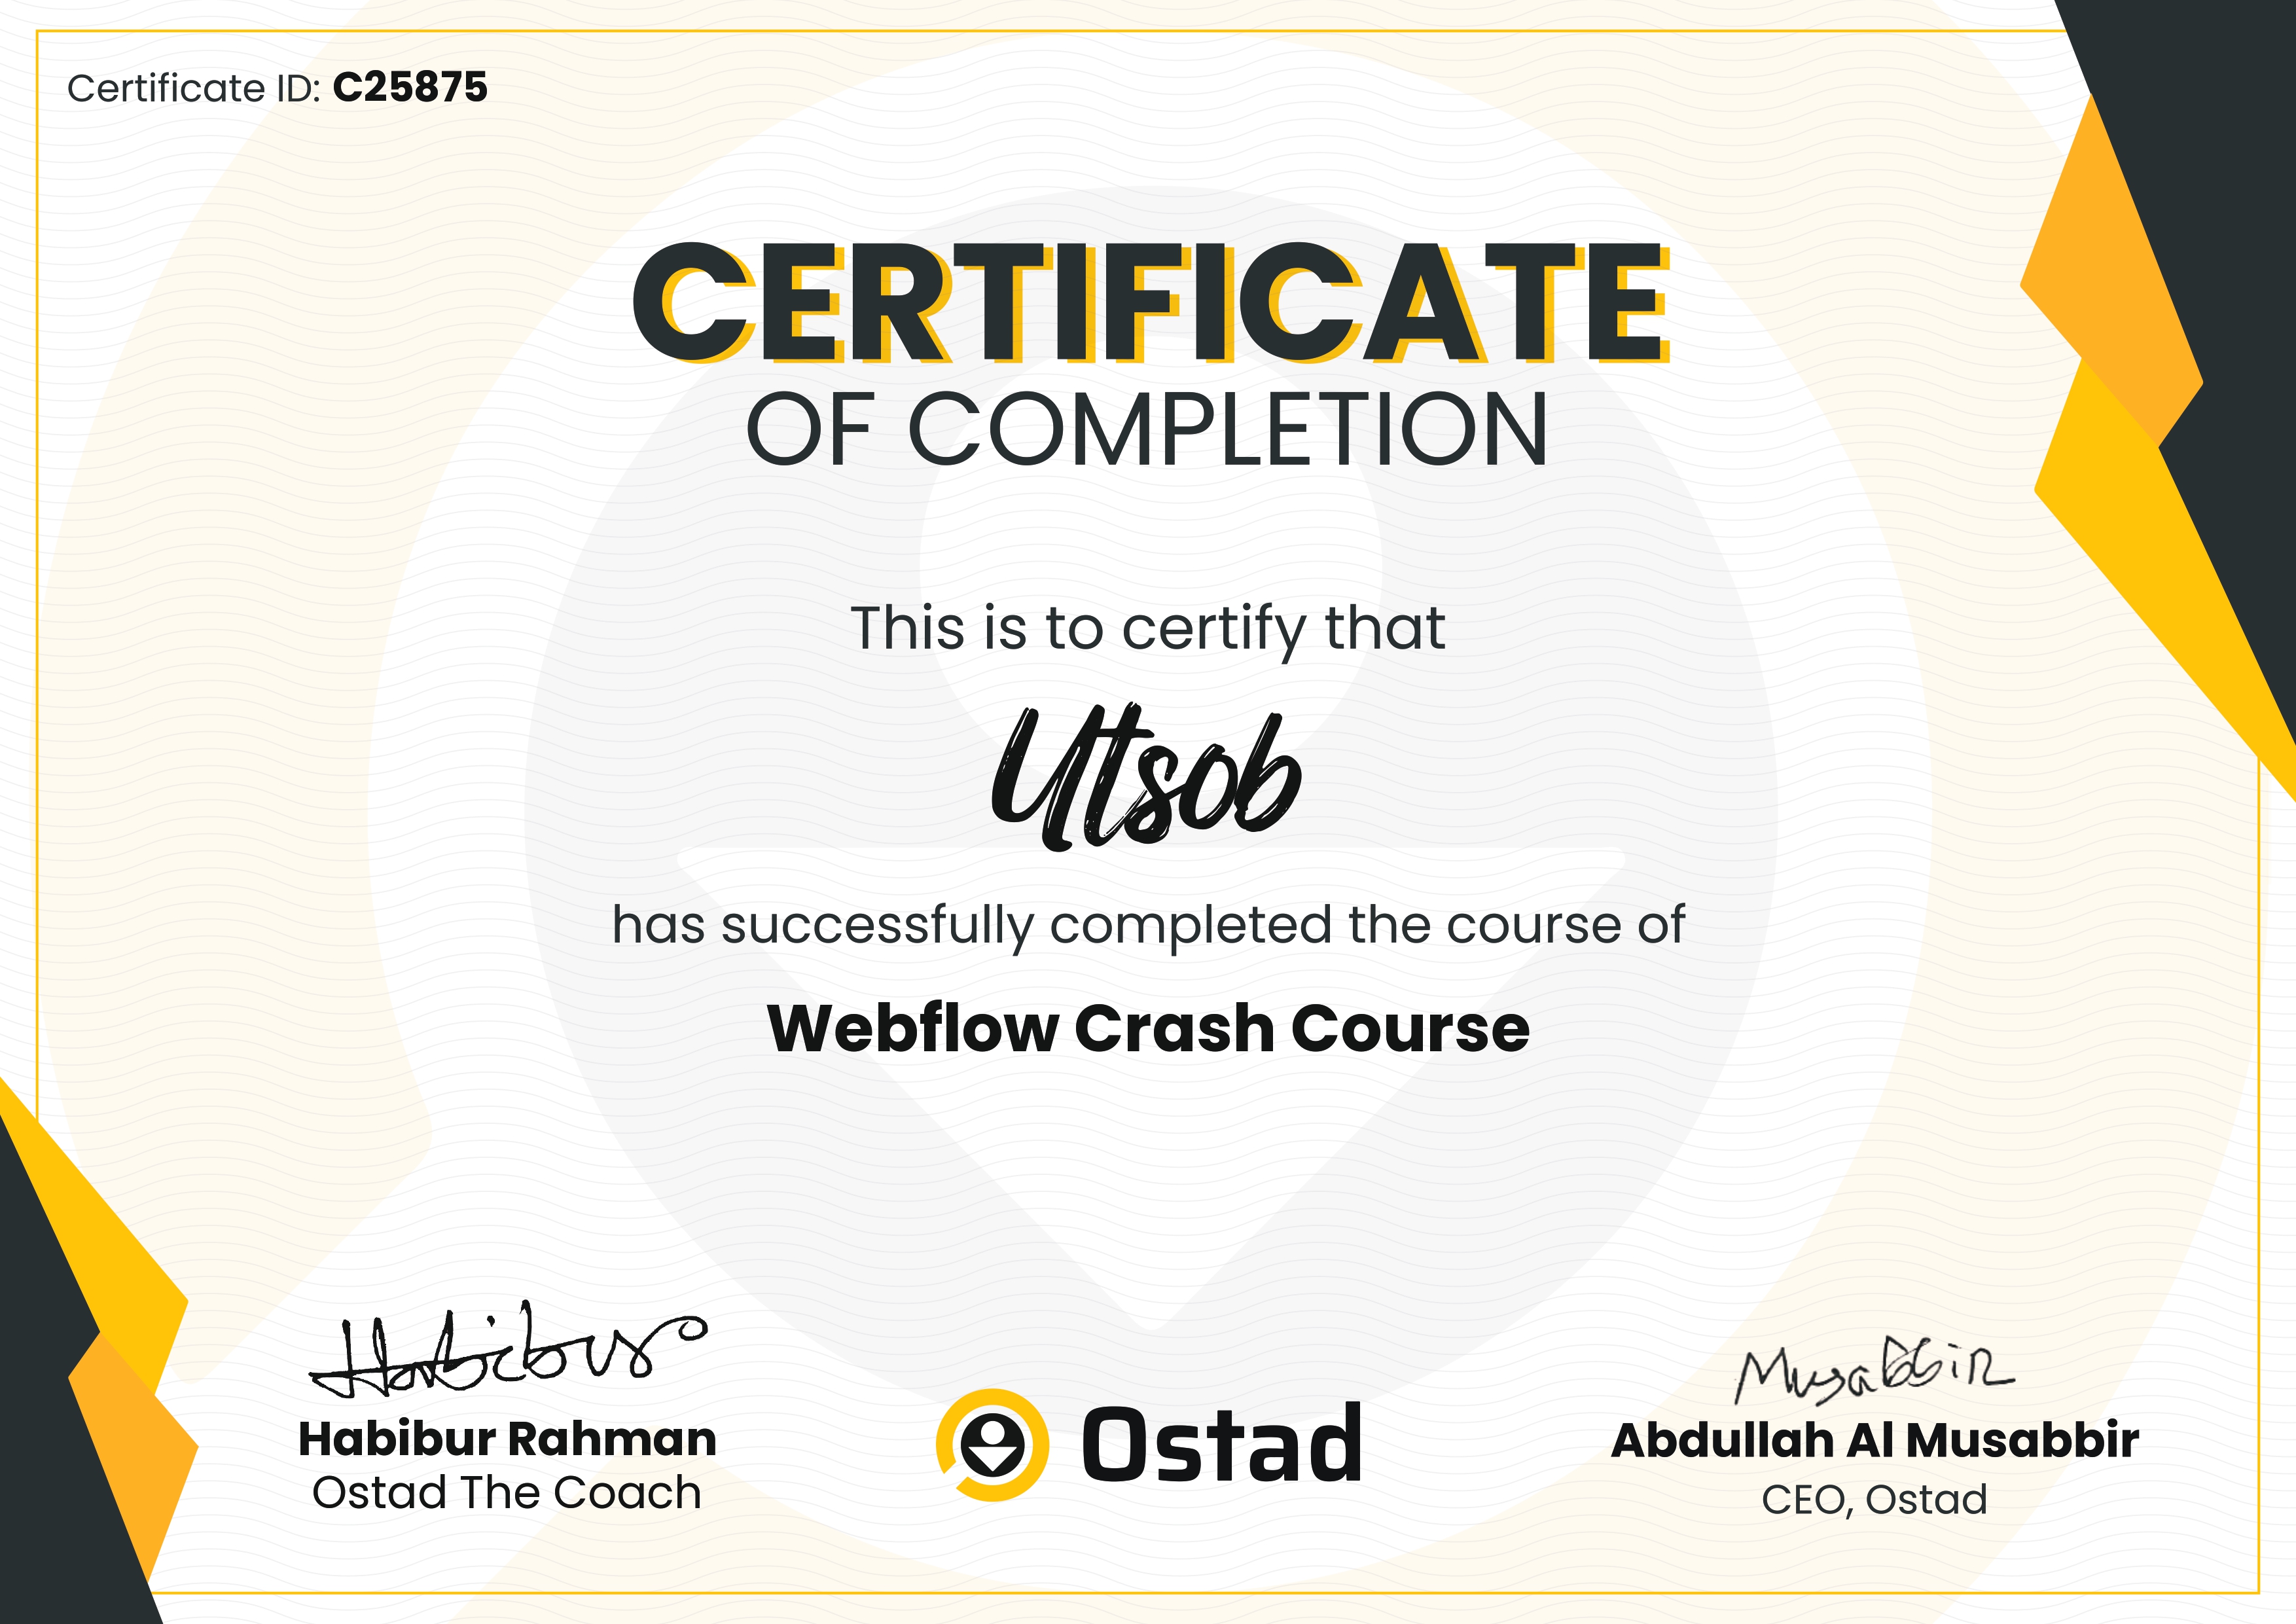 Certificate ID: C25875
CERTIFICATE
OF COMPLETION
This is to certify that
Utsob
has successfully completed the course of
Webflow Crash Course
Habibur
Habibur Rahman
Ostad The Coach
Ostad
Musabbir
Abdullah Al Musabbir
CEO, Ostad